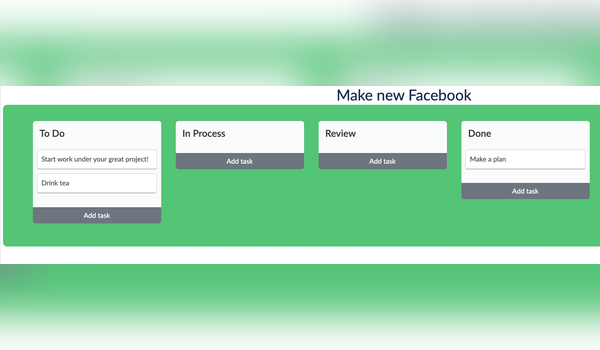 Make new Facebook
To Do
Start work under your great project!
Drink tea
Add task
In Process
Add task
Review
Add task
Done
Make a plan
Add task